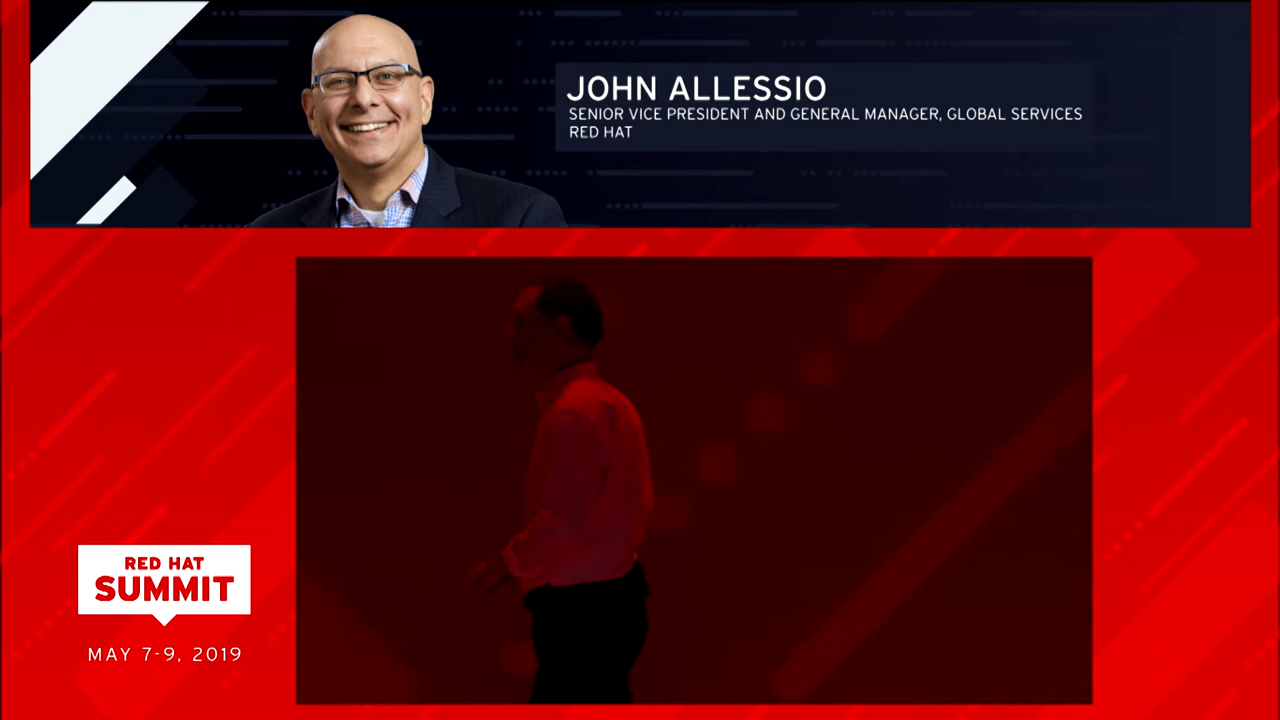 JOHN ALLESSIO
SENIOR VICE PRESIDENT AND GENERAL MANAGER, GLOBAL SERVICES
RED HAT
RED HAT
SUMMIT
MAY 7-9, 2019